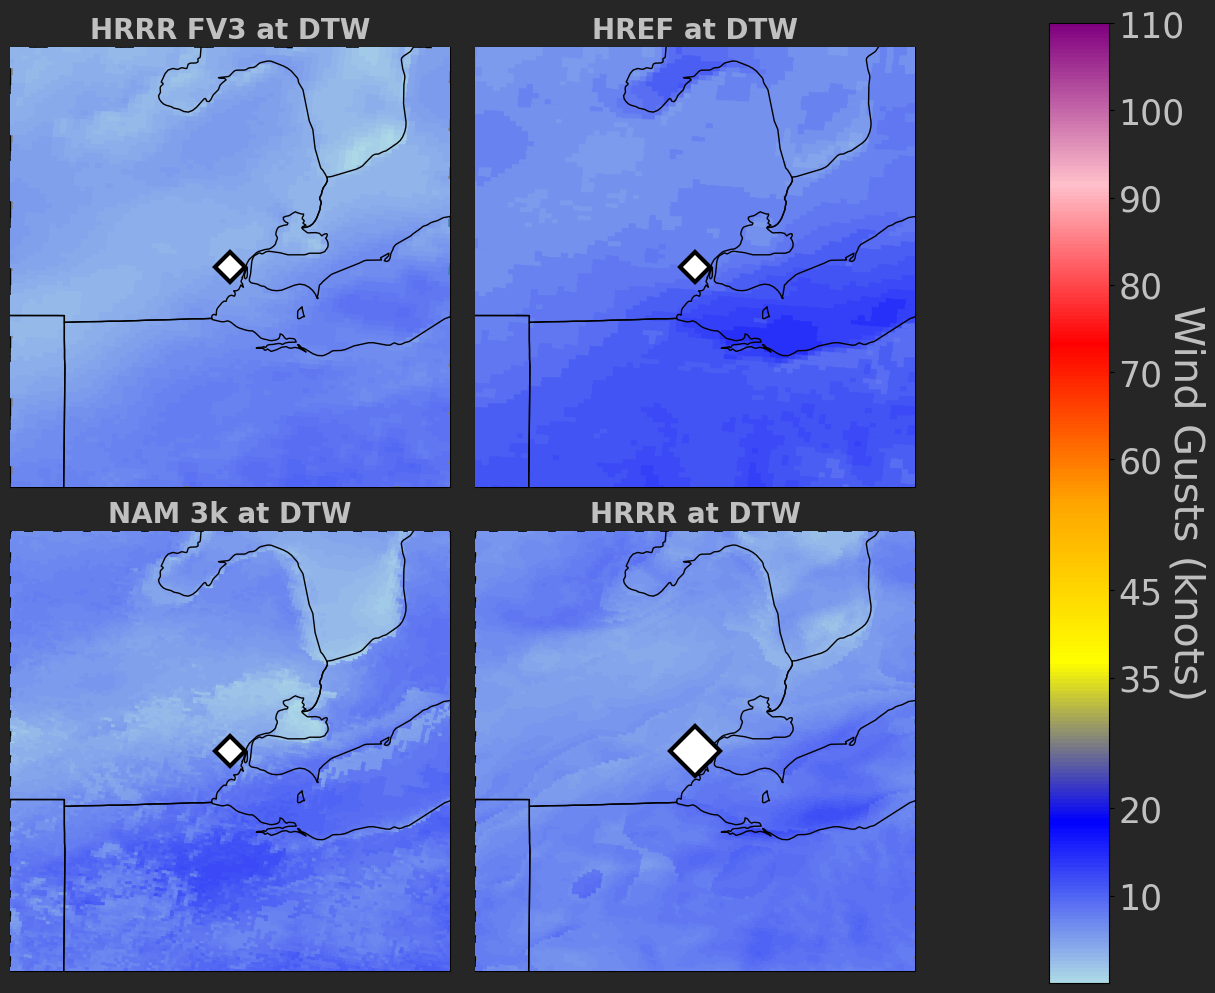 HRRR FV3 at DTW
HREF at DTW
NAM 3k at DTW
HRRR at DTW
110
100
90
80
70
60
45
35
20
10
Wind Gusts (knots)